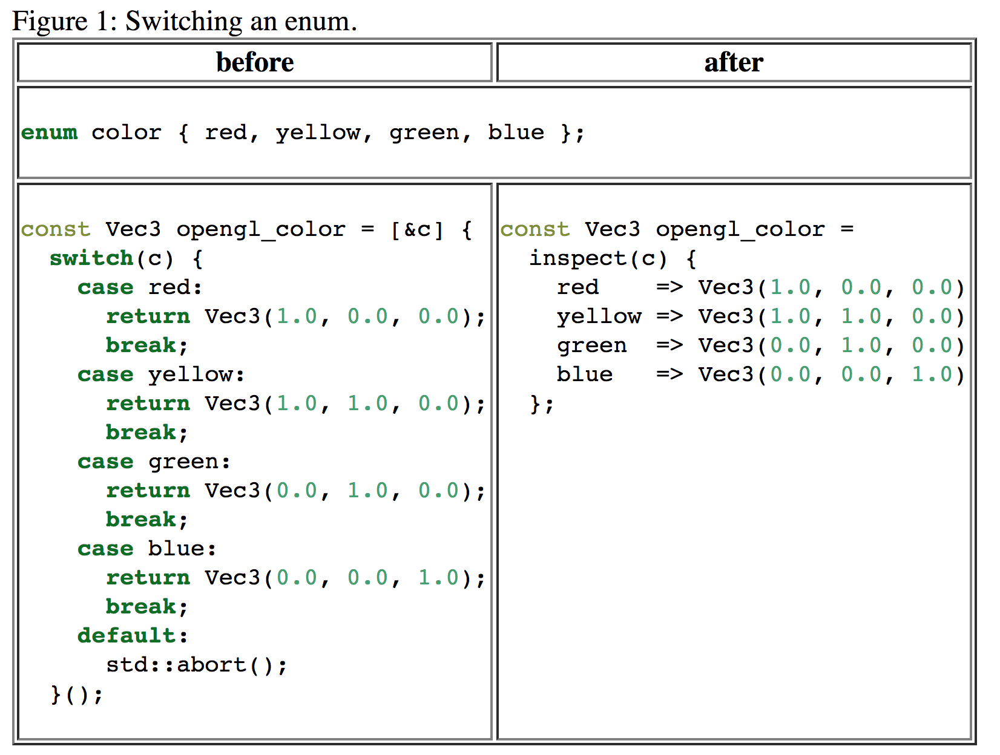 Figure 1: Switching an enum.
before
after
enum color { red, yellow, green, blue };
const Vec3 opengl_color = [&c] {
  switch(c) {
    case red:
      return Vec3(1.0, 0.0, 0.0);
      break;
    case yellow:
      return Vec3(1.0, 1.0, 0.0);
      break;
    case green:
      return Vec3(0.0, 1.0, 0.0);
      break;
    case blue:
      return Vec3(0.0, 0.0, 1.0);
      break;
    default:
      std::abort();
  }();
const Vec3 opengl_color =
  inspect(c) {
    red    => Vec3(1.0, 0.0, 0.0)
    yellow => Vec3(1.0, 1.0, 0.0)
    green  => Vec3(0.0, 1.0, 0.0)
    blue   => Vec3(0.0, 0.0, 1.0)
  };